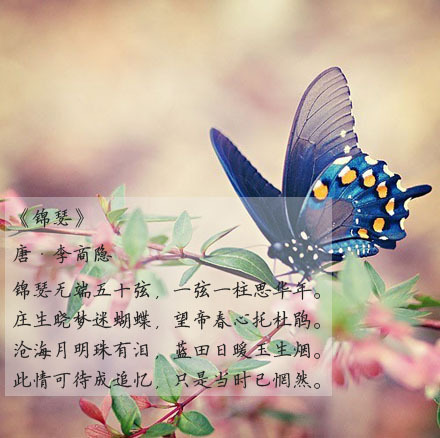 《锦瑟》
唐·李商隐
锦瑟无端五十弦，一弦一柱思华年。
庄生晓梦迷蝴蝶，望帝春心托杜鹃。
沧海月明珠有泪，蓝田日暖玉生烟。
此情可待成追忆，只是当时已惘然。